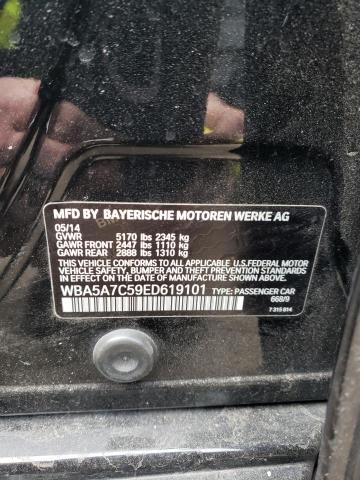 MFD BY BAYERISCHE MOTOREN WERKE AG
05/14
GVWR 5170 lbs 2345 kg
GAWR FRONT 2447 lbs 1110 kg
GAWR REAR 2888 lbs 1310 kg
THIS VEHICLE CONFORMS TO ALL APPLICABLE U.S.FEDERAL MOTOR
VEHICLE SAFETY, BUMPER, AND THEFT PREVENTION STANDARDS
IN EFFECT ON THE DATE OF MANUFACTURE SHOWN ABOVE.
WBA5A7C59ED619101 TYPE: PASSENGER CAR
668/9
7 315 814